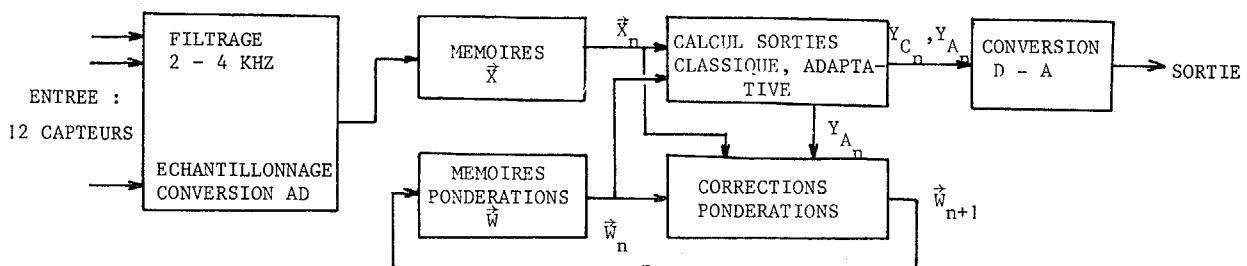 ENTREE :
12 CAPTEURS
FILTRAGE
2 - 4 KHZ
ECHANTILLONNAGE
CONVERSION AD
MEMOIRES
X⃗
X⃗n
MEMOIRES
PONDERATIONS
W⃗
W⃗n
CALCUL SORTIES
CLASSIQUE, ADAPTA-
TIVE
YCn,YAn
YAn
CORRECTIONS
PONDERATIONS
W⃗n+1
CONVERSION
D - A
SORTIE